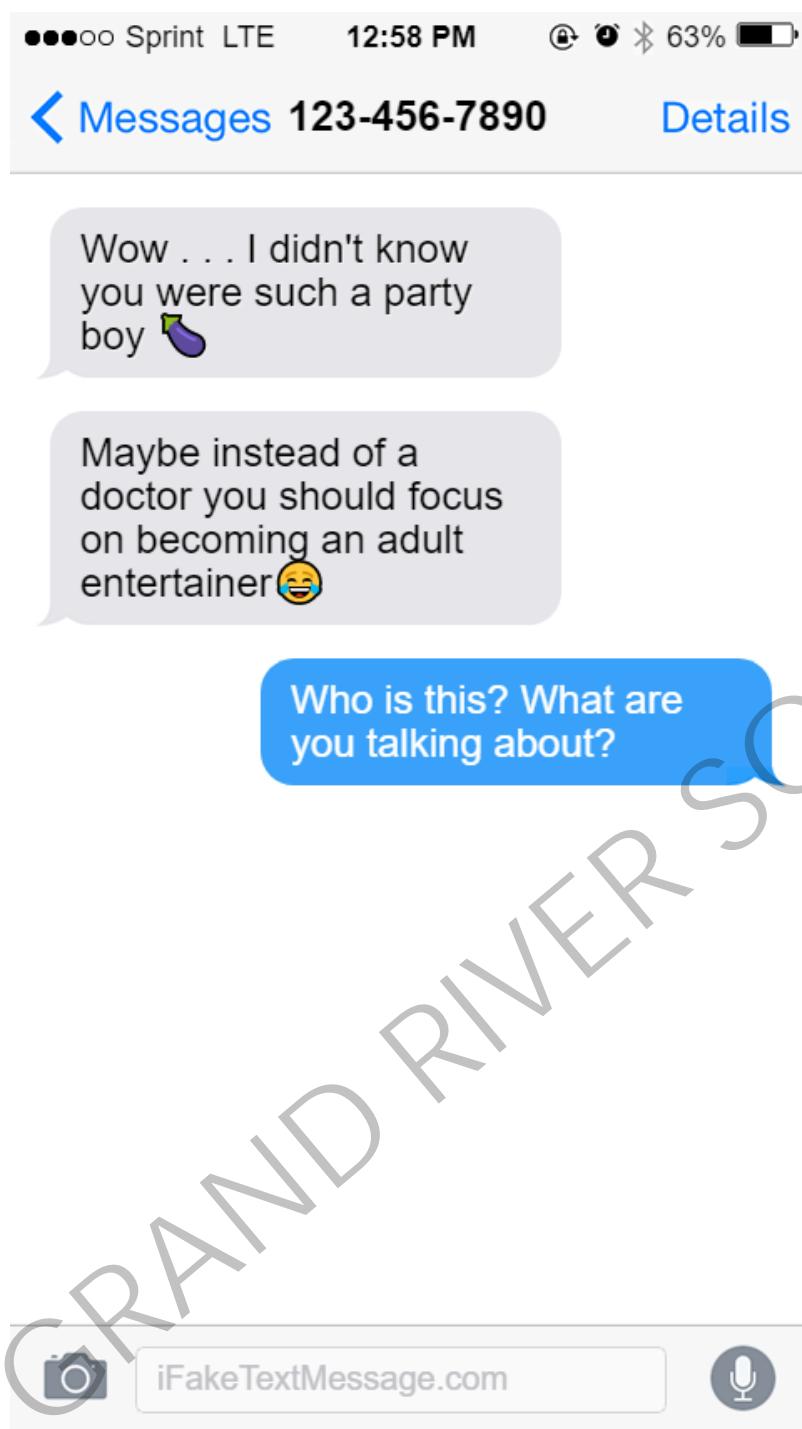 ●●●○○ Sprint LTE 12:58 PM 63%
Messages 123-456-7890 Details
Wow . . . I didn't know
you were such a party
boy 🍆
Maybe instead of a
doctor you should focus
on becoming an adult
entertainer😂
Who is this? What are
you talking about?
iFakeTextMessage.com
GRAND RIVER